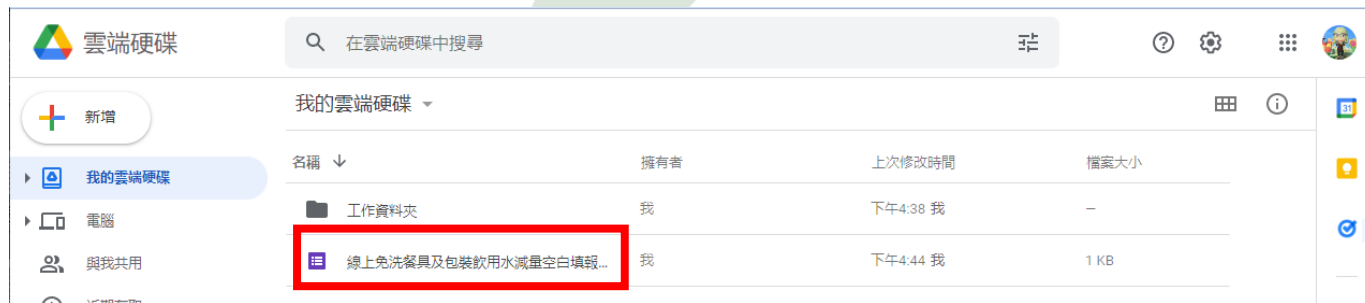 雲端硬碟
在雲端硬碟中搜尋
新增
我的雲端硬碟
31
名稱 擁有者 上次修改時間 檔案大小
我的雲端硬碟
工作資料夾 我 下午4:38 我 –
電腦
線上免洗餐具及包裝飲用水減量空白填報... 我 下午4:44 我 1 KB
與我共用